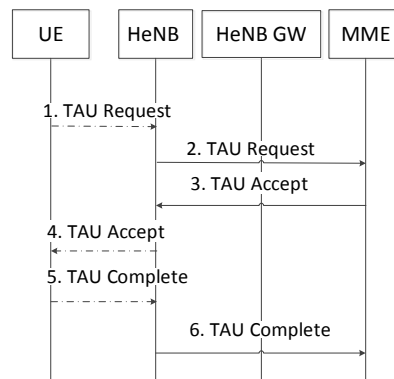 UE HeNB HeNB GW MME
1. TAU Request
2. TAU Request
3. TAU Accept
4. TAU Accept
5. TAU Complete
6. TAU Complete